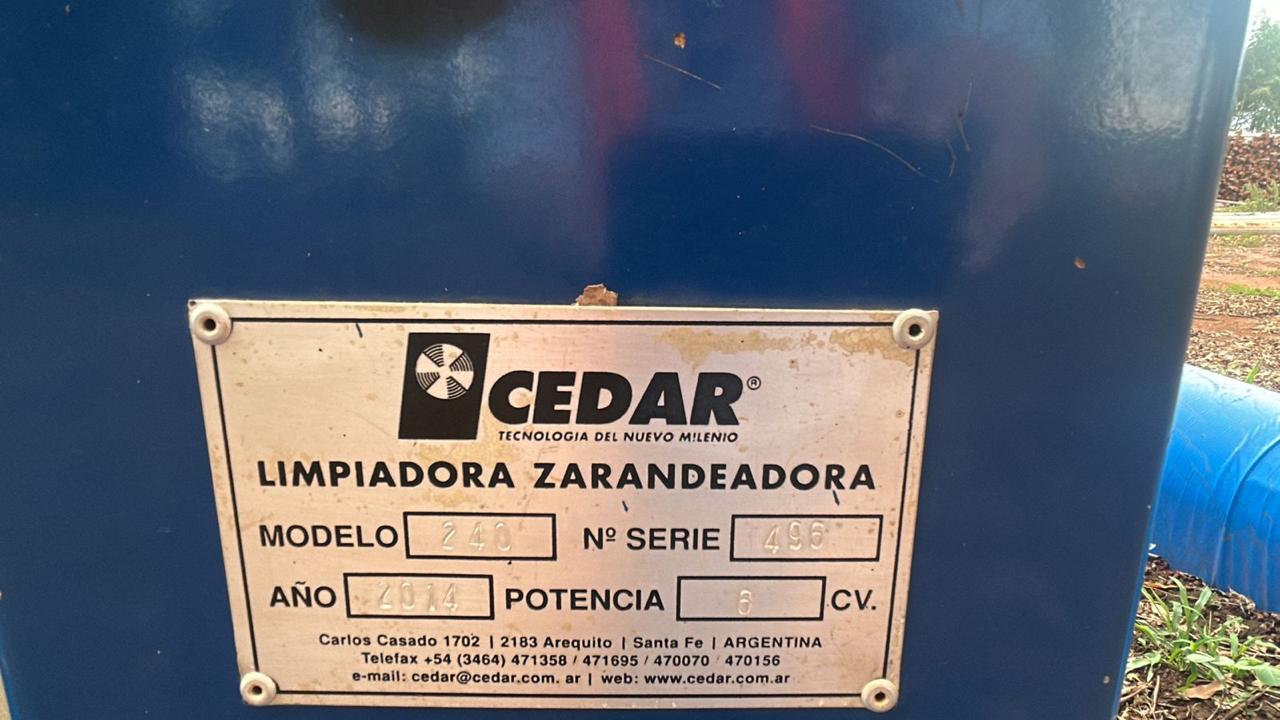 CEDAR®
TECNOLOGIA DEL NUEVO MILENIO
LIMPIADORA ZARANDEADORA
MODELO 240 Nº SERIE 496
AÑO 2014 POTENCIA 6 CV.
Carlos Casado 1702 | 2183 Arequito | Santa Fe | ARGENTINA
Telefax +54 (3464) 471358 / 471695 / 470070 / 470156
e-mail: cedar@cedar.com. ar | web: www.cedar.com.ar